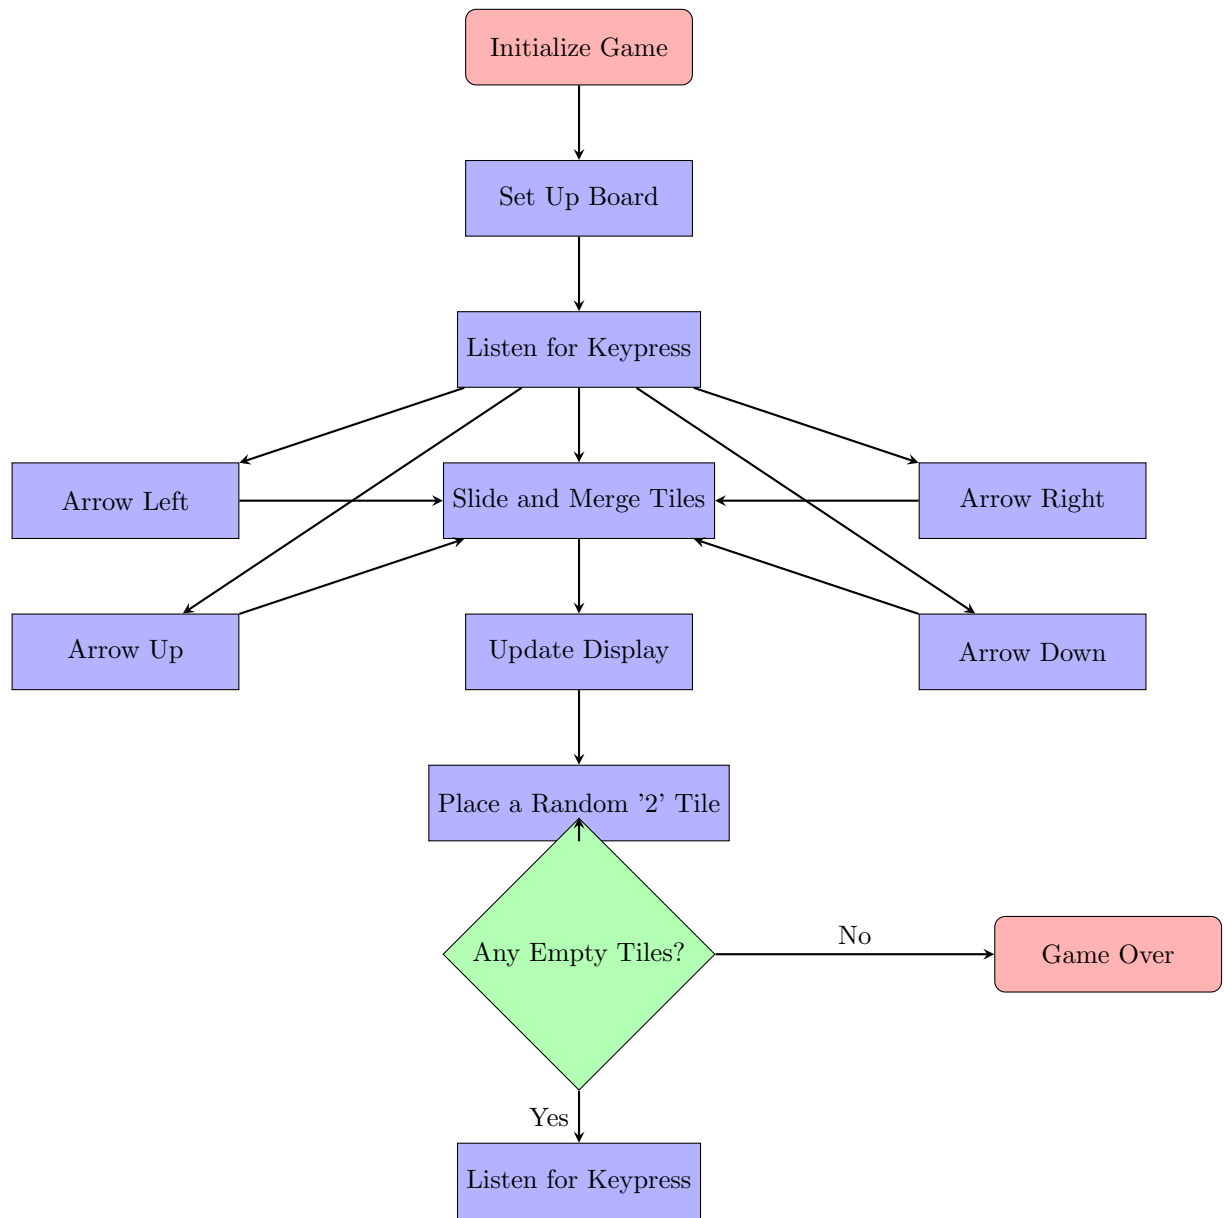 Initialize Game
Set Up Board
Listen for Keypress
Arrow Left
Slide and Merge Tiles
Arrow Right
Arrow Up
Update Display
Arrow Down
Place a Random '2' Tile
Any Empty Tiles?
No
Game Over
Yes
Listen for Keypress